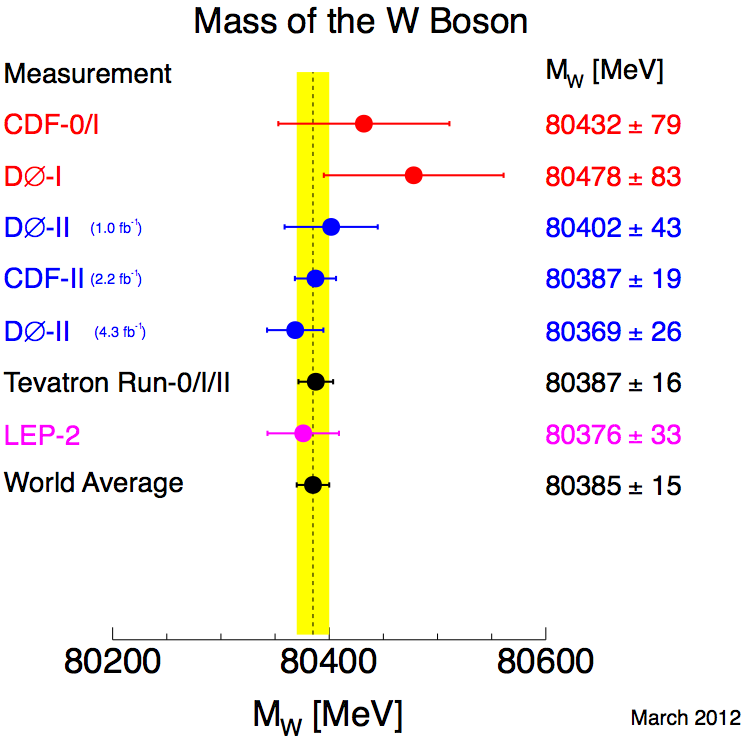 Mass of the W Boson
Measurement M_W [MeV]
CDF-0/I 80432 ± 79
DØ-I 80478 ± 83
DØ-II (1.0 fb⁻¹) 80402 ± 43
CDF-II (2.2 fb⁻¹) 80387 ± 19
DØ-II (4.3 fb⁻¹) 80369 ± 26
Tevatron Run-0/I/II 80387 ± 16
LEP-2 80376 ± 33
World Average 80385 ± 15
80200 80400 80600
M_W [MeV]
March 2012